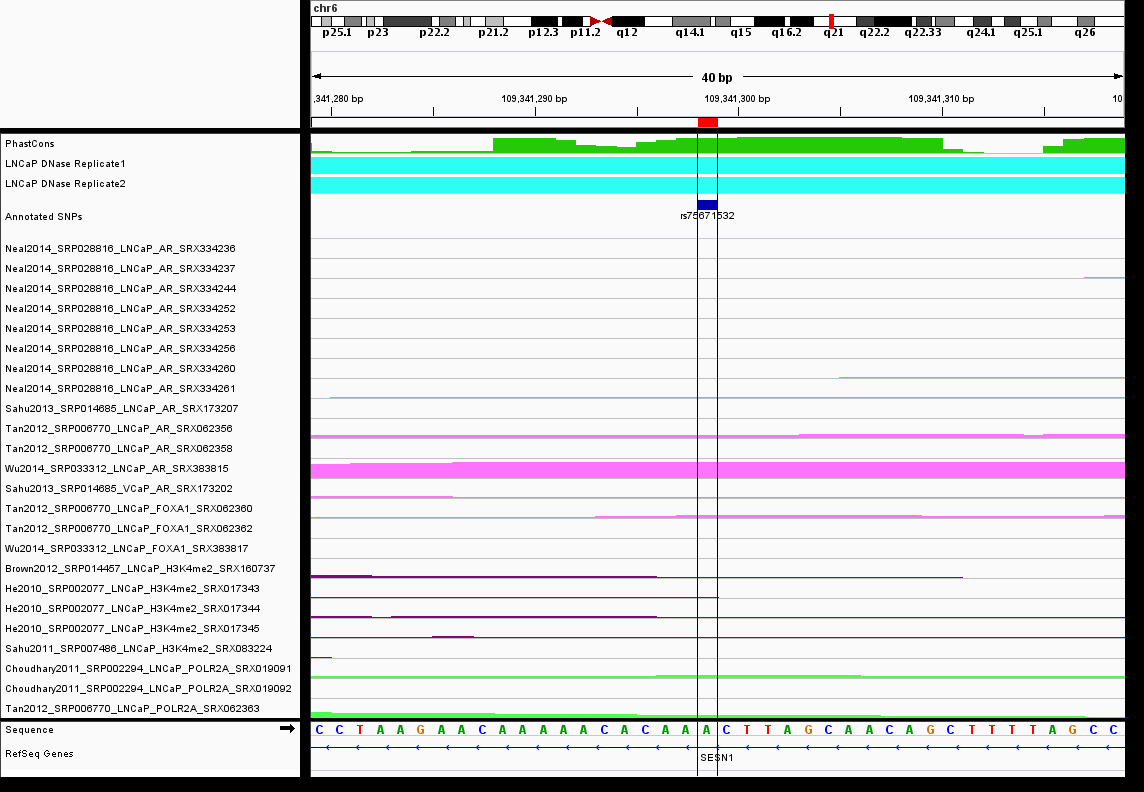 chr6
p25.1 p23 p22.2 p21.2 p12.3 p11.2 q12 q14.1 q15 q16.2 q21 q22.2 q22.33 q24.1 q25.1 q26
40 bp
,341,280 bp 109,341,290 bp 109,341,300 bp 109,341,310 bp 10
PhastCons
LNCaP DNase Replicate1
LNCaP DNase Replicate2
Annotated SNPs
rs75671532
Neal2014_SRP028816_LNCaP_AR_SRX334236
Neal2014_SRP028816_LNCaP_AR_SRX334237
Neal2014_SRP028816_LNCaP_AR_SRX334244
Neal2014_SRP028816_LNCaP_AR_SRX334252
Neal2014_SRP028816_LNCaP_AR_SRX334253
Neal2014_SRP028816_LNCaP_AR_SRX334256
Neal2014_SRP028816_LNCaP_AR_SRX334260
Neal2014_SRP028816_LNCaP_AR_SRX334261
Sahu2013_SRP014685_LNCaP_AR_SRX173207
Tan2012_SRP006770_LNCaP_AR_SRX062356
Tan2012_SRP006770_LNCaP_AR_SRX062358
Wu2014_SRP033312_LNCaP_AR_SRX383815
Sahu2013_SRP014685_VCaP_AR_SRX173202
Tan2012_SRP006770_LNCaP_FOXA1_SRX062360
Tan2012_SRP006770_LNCaP_FOXA1_SRX062362
Wu2014_SRP033312_LNCaP_FOXA1_SRX383817
Brown2012_SRP014457_LNCaP_H3K4me2_SRX160737
He2010_SRP002077_LNCaP_H3K4me2_SRX017343
He2010_SRP002077_LNCaP_H3K4me2_SRX017344
He2010_SRP002077_LNCaP_H3K4me2_SRX017345
Sahu2011_SRP007486_LNCaP_H3K4me2_SRX083224
Choudhary2011_SRP002294_LNCaP_POLR2A_SRX019091
Choudhary2011_SRP002294_LNCaP_POLR2A_SRX019092
Tan2012_SRP006770_LNCaP_POLR2A_SRX062363
Sequence C C T A A G A A C A A A A A C A C A A A C T T A G C A A C A G C T T T T A G C C
RefSeq Genes
SESN1